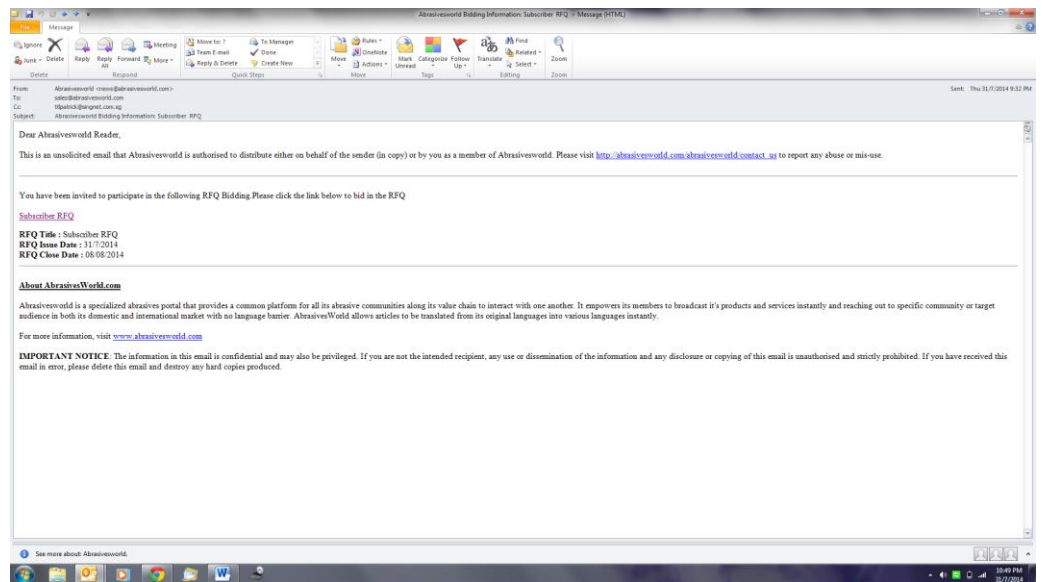 Abrasivesworld Bidding Information: Subscriber RFQ - Message (HTML)
File Message
Ignore
Delete
Junk
Reply
Reply All
Forward
Meeting
More
Delete
Respond
Move to: ?
To Manager
Team E-mail
Done
Reply & Delete
Create New
Quick Steps
Move
Rules
OneNote
Actions
Move
Mark Unread
Categorize
Follow Up
Tags
Translate
Find
Related
Select
Editing
Zoom
Zoom
From: Abrasivesworld <news@abrasivesworld.com>
Sent: Thu 31/7/2014 9:32 PM
To: sales@abrasivesworld.com
Cc: ttlpatrick@singnet.com.sg
Subject: Abrasivesworld Bidding Information: Subscriber RFQ
Dear Abrasivesworld Reader,
This is an unsolicited email that Abrasivesworld is authorised to distribute either on behalf of the sender (in copy) or by you as a member of Abrasivesworld. Please visit http://abrasivesworld.com/abrasivesworld/contact_us to report any abuse or mis-use.
You have been invited to participate in the following RFQ Bidding.Please click the link below to bid in the RFQ
Subscriber RFQ
RFQ Title : Subscriber RFQ
RFQ Issue Date : 31/7/2014
RFQ Close Date : 08/08/2014
About AbrasivesWorld.com
Abrasivesworld is a specialized abrasives portal that provides a common platform for all its abrasive communities along its value chain to interact with one another. It empowers its members to broadcast it's products and services instantly and reaching out to specific community or target
audience in both its domestic and international market with no language barrier. AbrasivesWorld allows articles to be translated from its original languages into various languages instantly.
For more information, visit www.abrasivesworld.com
IMPORTANT NOTICE: The information in this email is confidential and may also be privileged. If you are not the intended recipient, any use or dissemination of the information and any disclosure or copying of this email is unauthorised and strictly prohibited. If you have received this
email in error, please delete this email and destroy any hard copies produced.
See more about: Abrasivesworld.
10:49 PM
31/7/2014